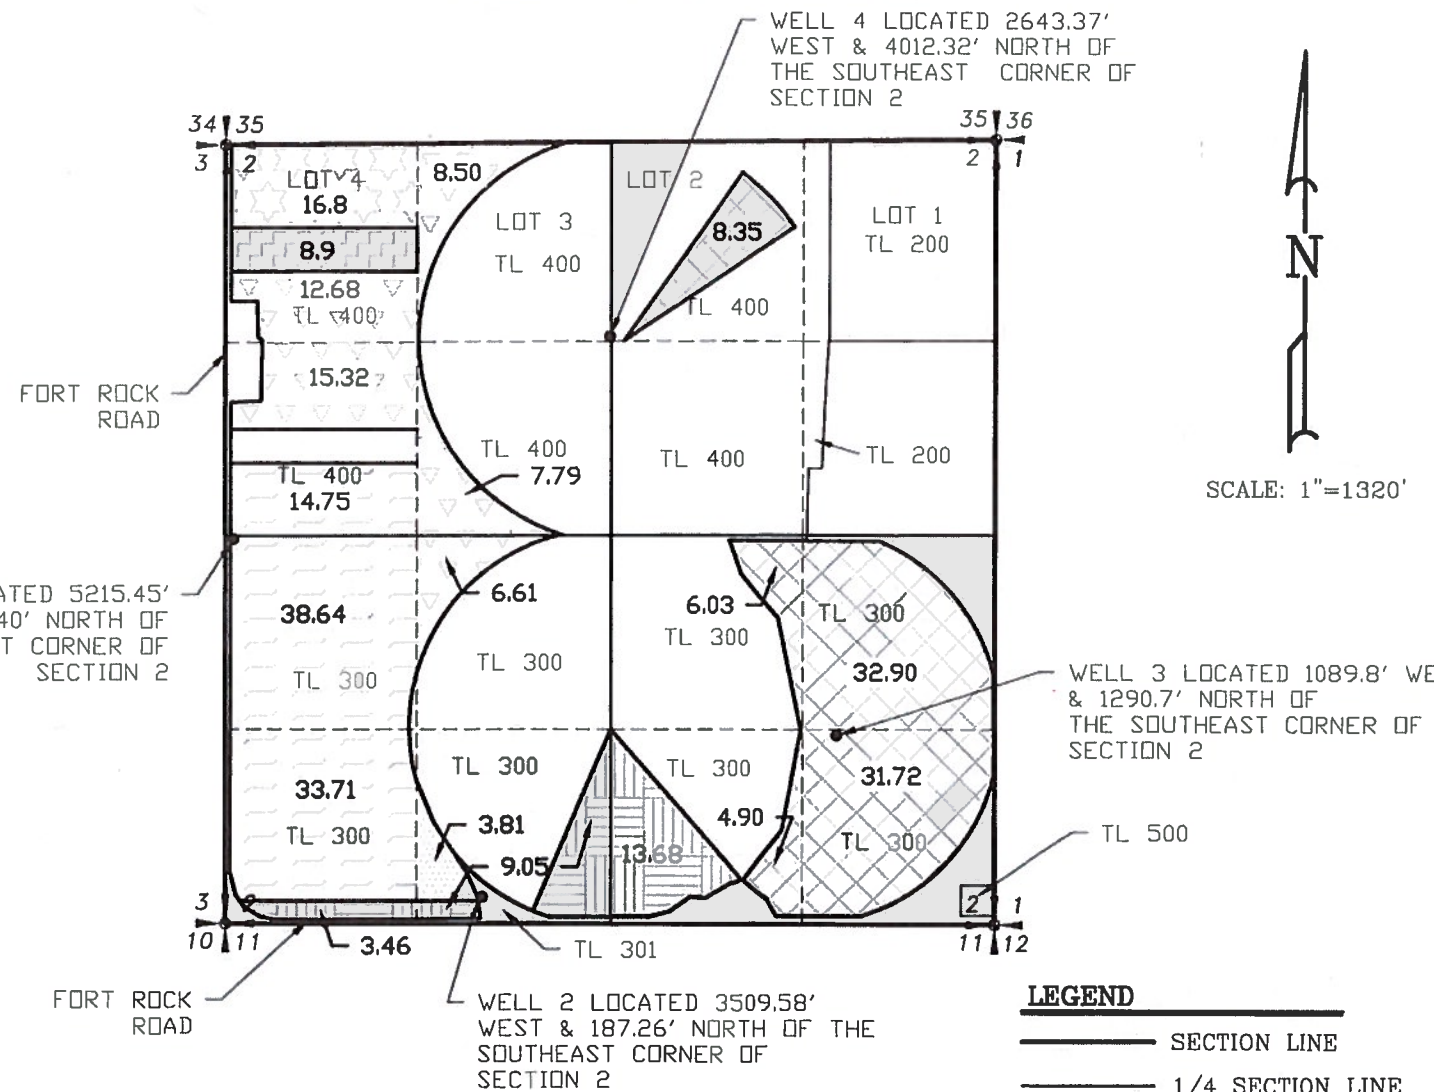 WELL 4 LOCATED 2643.37'
WEST & 4012.32' NORTH OF
THE SOUTHEAST CORNER OF
SECTION 2
34 35
3 2
35 36
2 1
LOT 4
16.8
8.50
LOT 2
LOT 3
TL 400
8.35
LOT 1
TL 200
8.9
12.68
TL 400
TL 400
N
15.32
FORT ROCK
ROAD
TL 400
7.79
TL 400
TL 200
TL 400
14.75
SCALE: 1"=1320'
ATED 5215.45'
40' NORTH OF
T CORNER OF
SECTION 2
6.61
38.64
6.03
TL 300
TL 300
TL 300
TL 300
32.90
WELL 3 LOCATED 1089.8' WE
& 1290.7' NORTH OF
THE SOUTHEAST CORNER OF
SECTION 2
TL 300
TL 300
31.72
33.71
TL 300
3.81
4.90
TL 300
TL 500
9.05
13.68
3
2 1
10 11
3.46
TL 301
11 12
FORT ROCK
ROAD
WELL 2 LOCATED 3509.58'
WEST & 187.26' NORTH OF THE
SOUTHEAST CORNER OF
SECTION 2
LEGEND
SECTION LINE
1/4 SECTION LINE